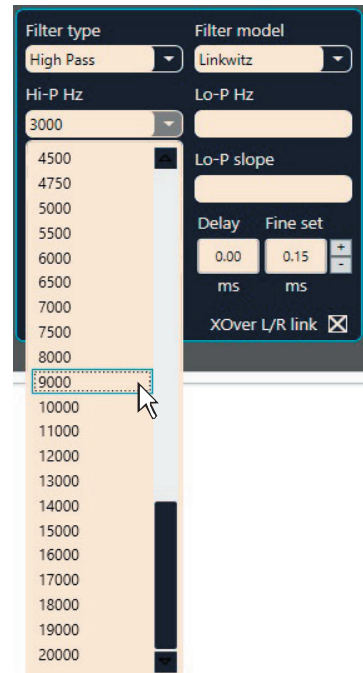 Filter type Filter model
High Pass Linkwitz
Hi-P Hz Lo-P Hz
3000
4500
4750
5000
5500
6000
6500
7000
7500
8000
9000
10000
11000
12000
13000
14000
15000
16000
17000
18000
19000
20000
Lo-P slope
Delay Fine set
0.00 0.15 + -
ms ms
XOver L/R link